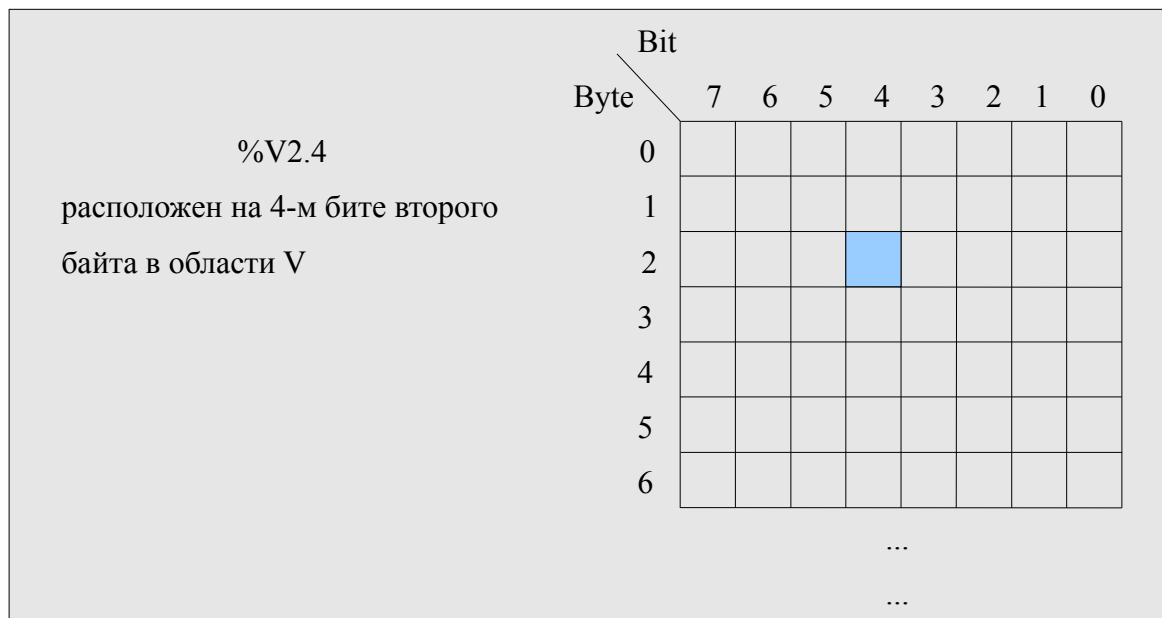 Bit
Byte 7 6 5 4 3 2 1 0
%V2.4 0
расположен на 4-м бите второго 1
байта в области V 2
3
4
5
6
...
...